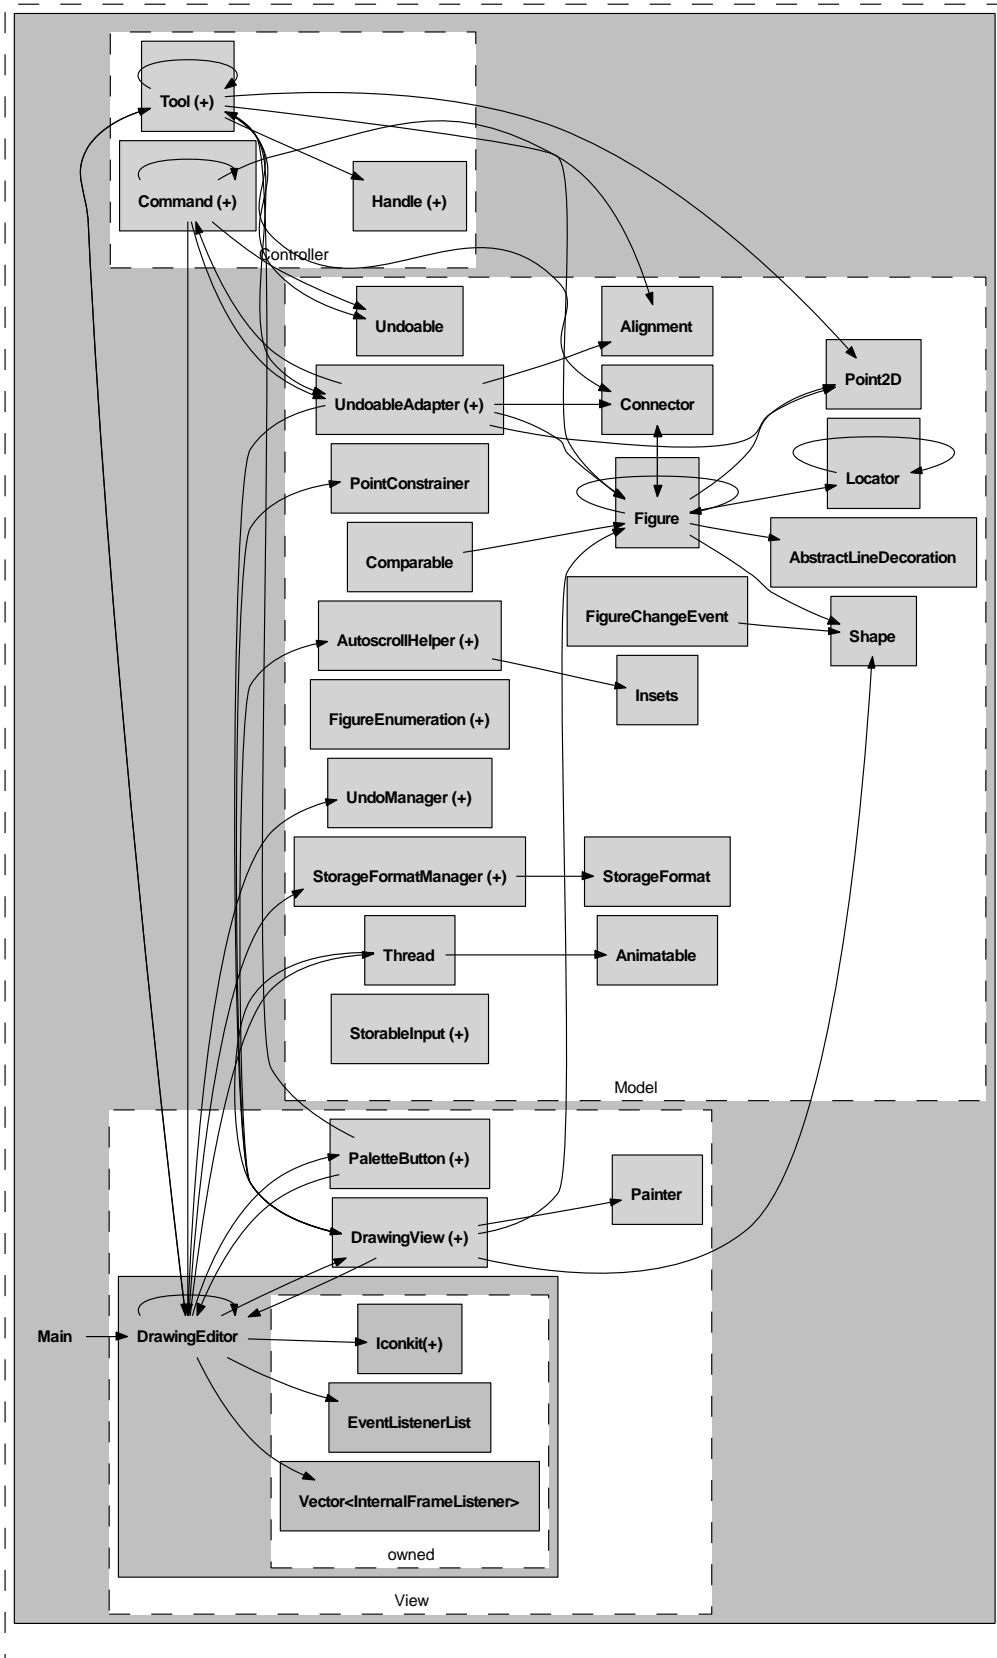 Tool (+)
Command (+)
Handle (+)
Controller
Undoable
Alignment
Point2D
UndoableAdapter (+)
Connector
PointConstrainer
Locator
Figure
Comparable
AbstractLineDecoration
FigureChangeEvent
Shape
AutoscrollHelper (+)
Insets
FigureEnumeration (+)
UndoManager (+)
StorageFormatManager (+)
StorageFormat
Thread
Animatable
StorableInput (+)
Model
PaletteButton (+)
Painter
DrawingView (+)
Main
DrawingEditor
Iconkit(+)
EventListenerList
Vector<InternalFrameListener>
owned
View